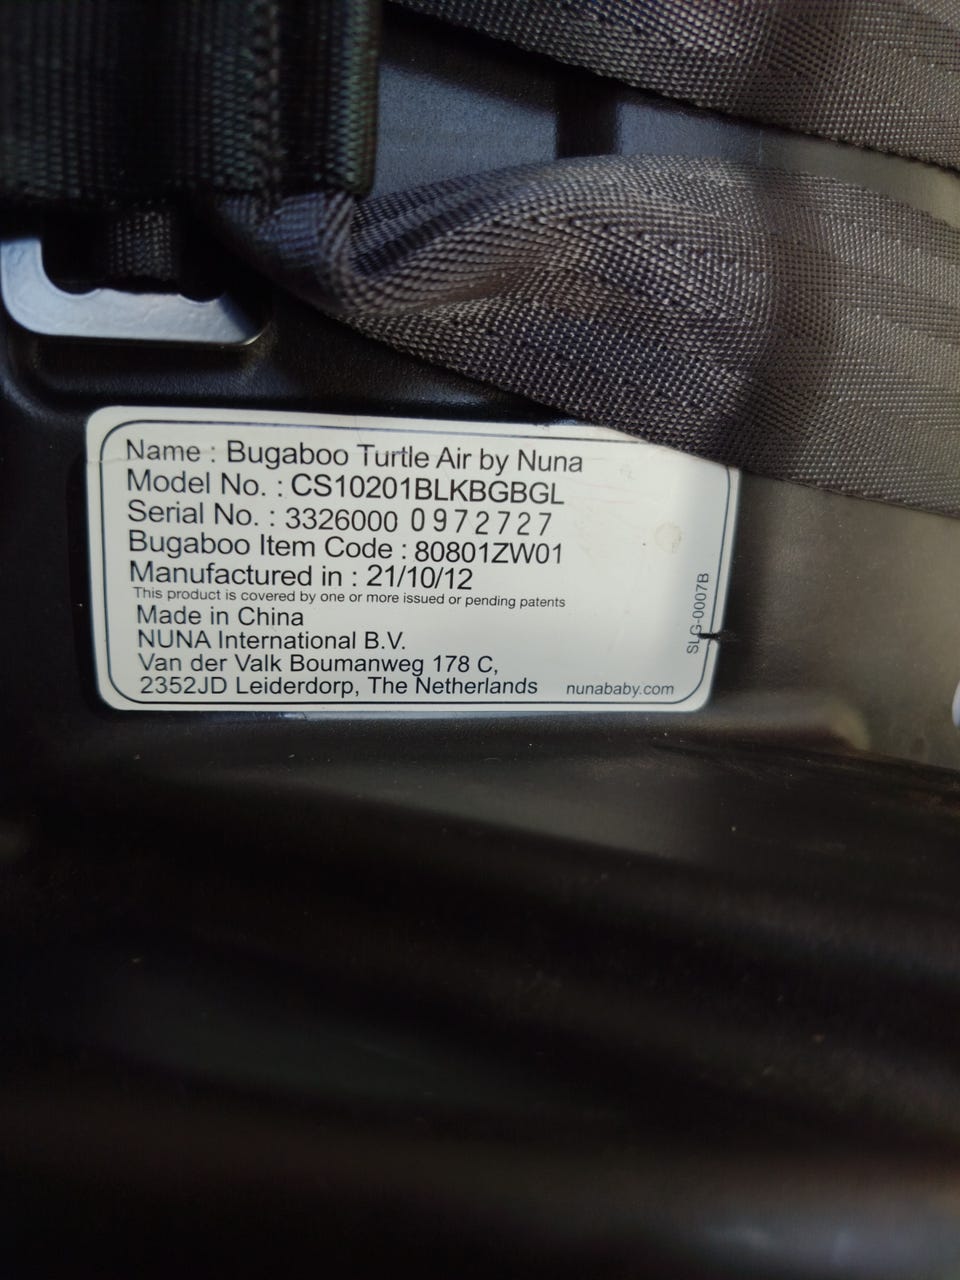 Name : Bugaboo Turtle Air by Nuna
Model No. : CS10201BLKBGBGL
Serial No. : 3326000 0972727
Bugaboo Item Code : 80801ZW01
Manufactured in : 21/10/12
This product is covered by one or more issued or pending patents
Made in China
NUNA International B.V.
Van der Valk Boumanweg 178 C,
2352JD Leiderdorp, The Netherlands
nunababy.com
SLG-0007B